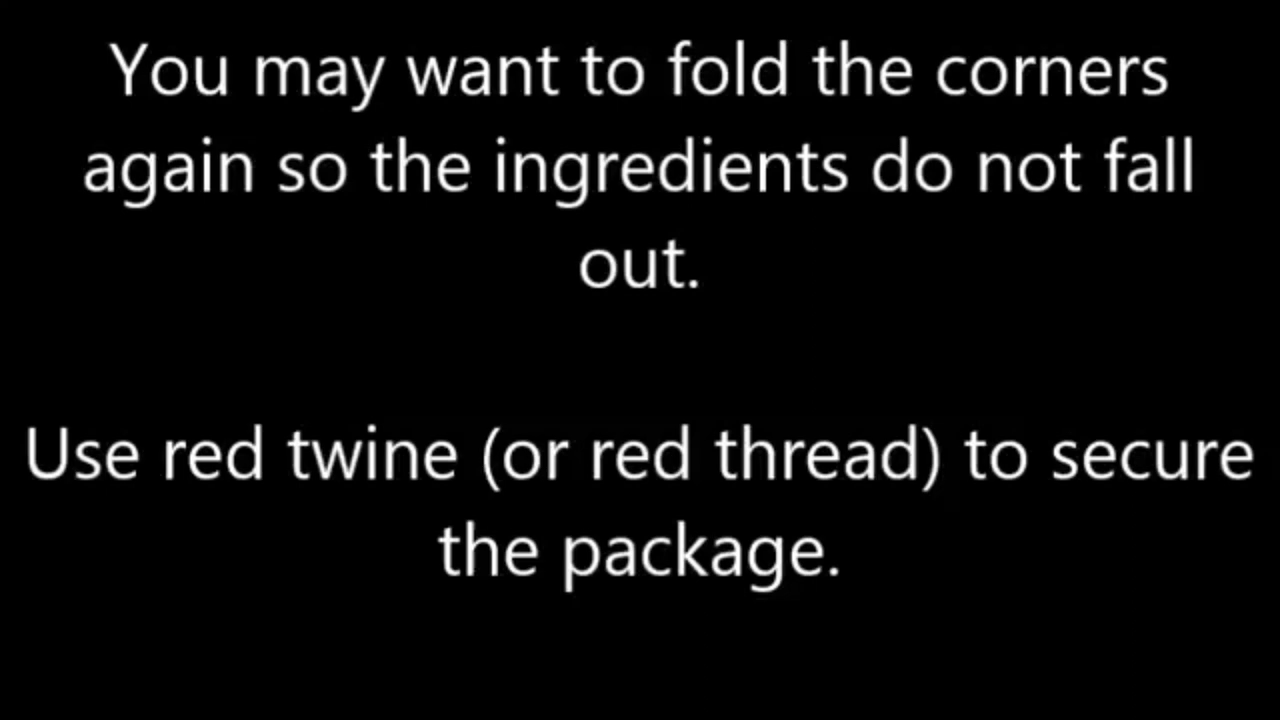 You may want to fold the corners
again so the ingredients do not fall
out.
Use red twine (or red thread) to secure
the package.